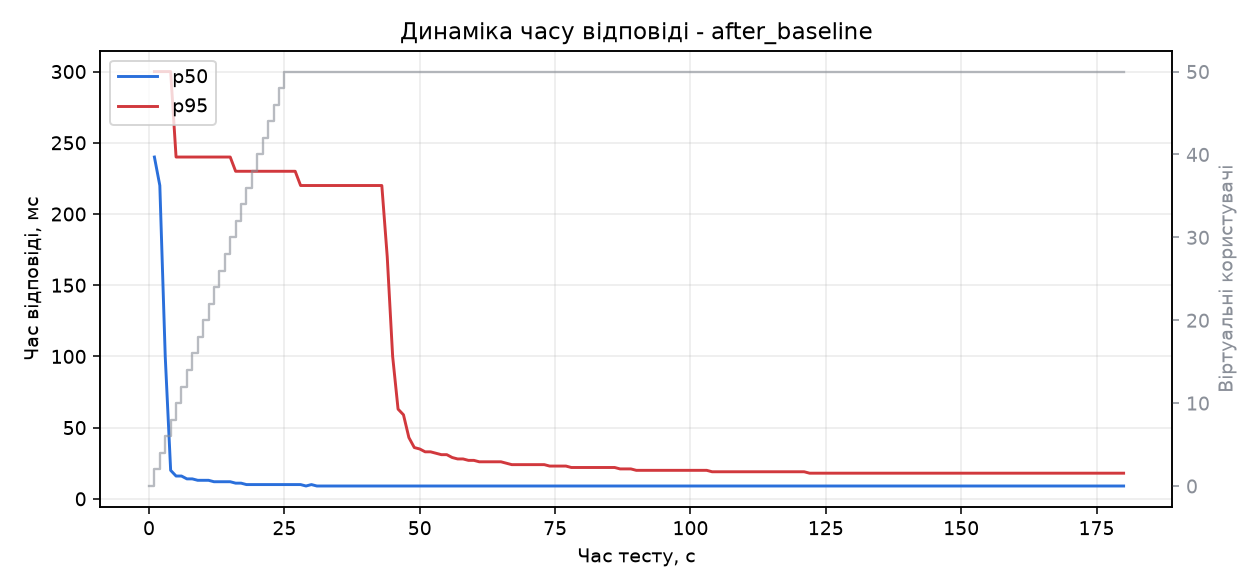 Динаміка часу відповіді - after_baseline
p50
p95
Час відповіді, мс
300
250
200
150
100
50
0
50
40
30
20
10
0
Віртуальні користувачі
0 25 50 75 100 125 150 175
Час тесту, с